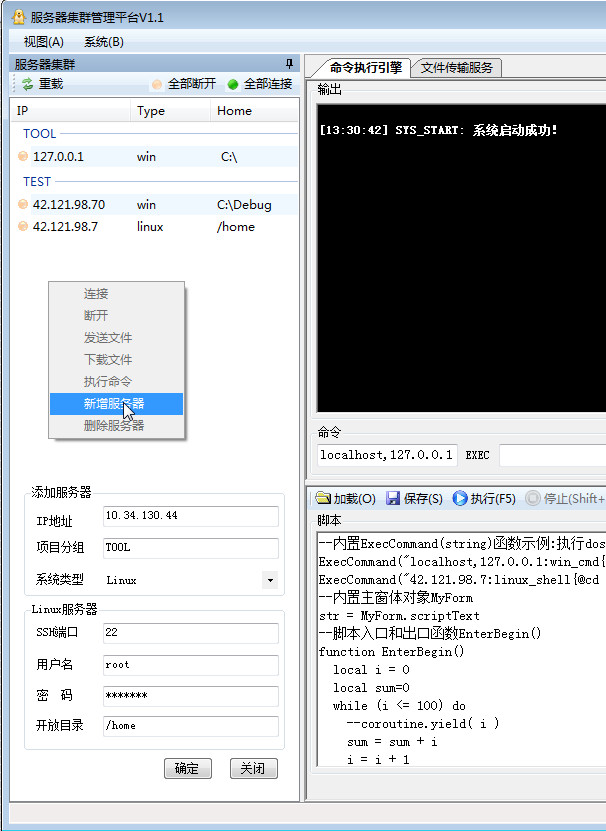 服务器集群管理平台V1.1
视图(A) 系统(B)
服务器集群
重载 全部断开 全部连接
IP Type Home
TOOL
127.0.0.1 win C:\
TEST
42.121.98.70 win C:\Debug
42.121.98.7 linux /home
连接
断开
发送文件
下载文件
执行命令
新增服务器
删除服务器
添加服务器
IP地址 10.34.130.44
项目分组 TOOL
系统类型 Linux
Linux服务器
SSH端口 22
用户名 root
密 码 *******
开放目录 /home
确定 关闭
命令执行引擎 文件传输服务
输出
[13:30:42] SYS_START: 系统启动成功!
命令
localhost,127.0.0.1 EXEC
加载(O) 保存(S) 执行(F5) 停止(Shift+
脚本
--内置ExecCommand(string)函数示例:执行dos
ExecCommand("localhost,127.0.0.1:win_cmd{
ExecCommand("42.121.98.7:linux_shell{@cd
--内置主窗体对象MyForm
str = MyForm.scriptText
--脚本入口和出口函数EnterBegin()
function EnterBegin()
local i = 0
local sum=0
while (i <= 100) do
--coroutine.yield( i )
sum = sum + i
i = i + 1